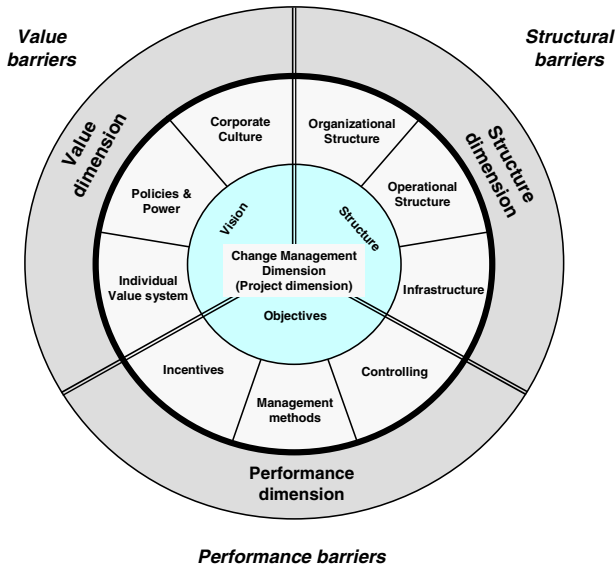 Value
barriers
Structural
barriers
Value
dimension
Structure
dimension
Corporate
Culture
Organizational
Structure
Policies &
Power
Operational
Structure
Vision
Structure
Individual
Value system
Change Management
Dimension
(Project dimension)
Infrastructure
Objectives
Incentives
Controlling
Management
methods
Performance
dimension
Performance barriers